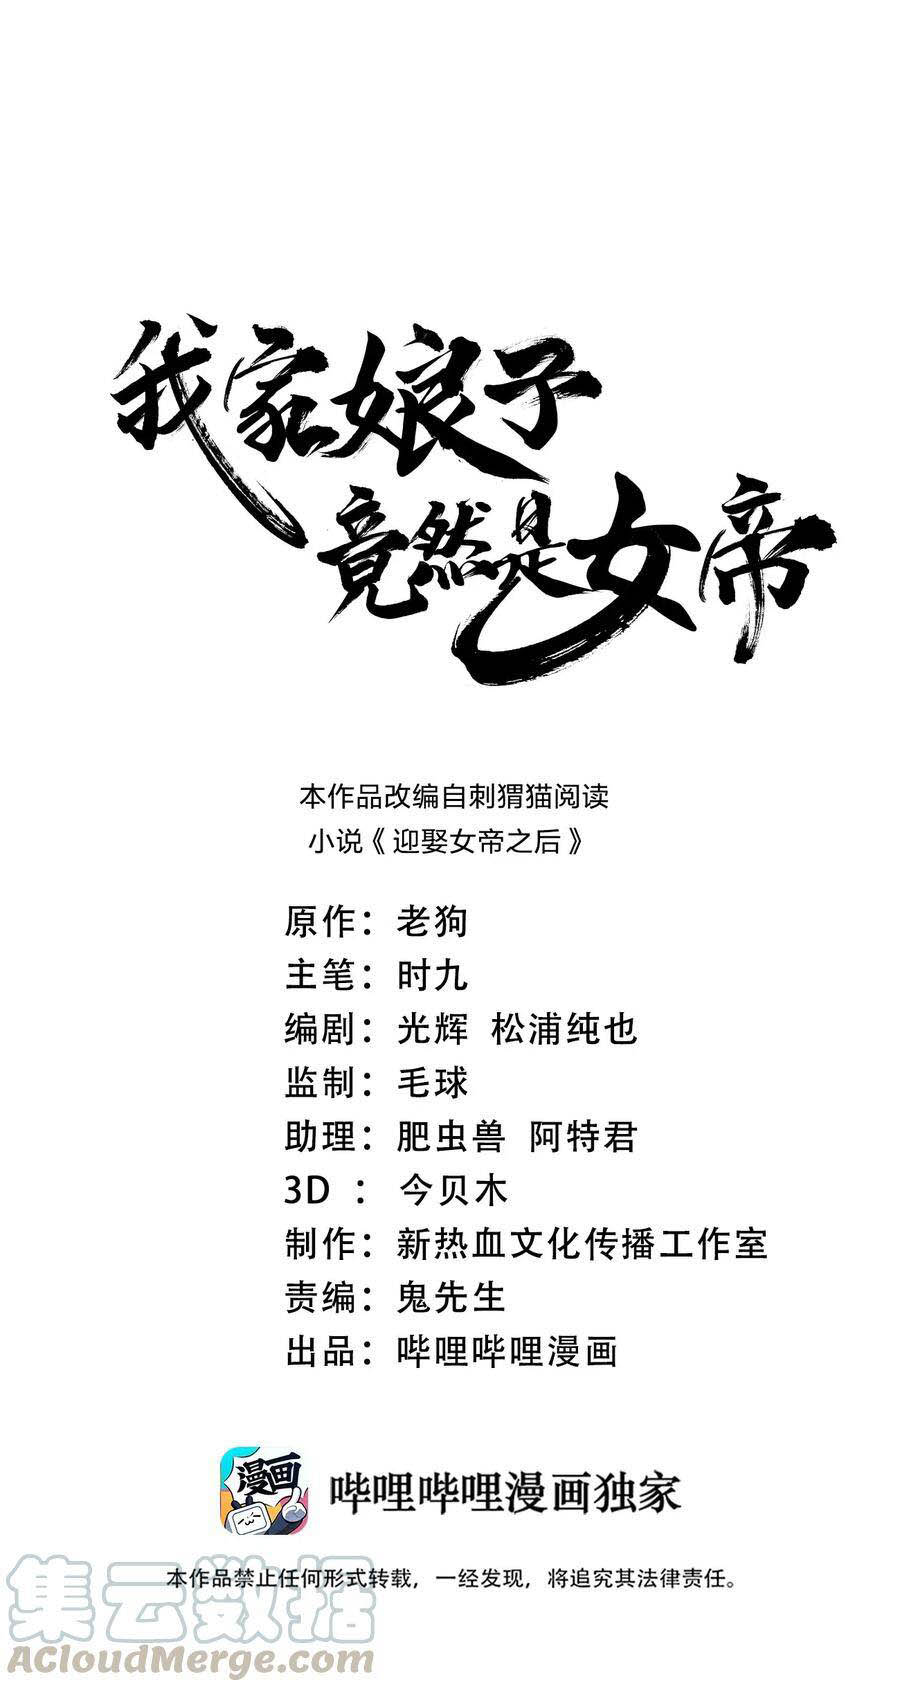 我家娘子
竟然是女帝
本作品改编自刺猬猫阅读
小说《迎娶女帝之后》
原作：老狗
主笔：时九
编剧：光辉 松浦纯也
监制：毛球
助理：肥虫兽 阿特君
3D ：今贝木
制作：新热血文化传播工作室
责编：鬼先生
出品：哔哩哔哩漫画
漫画
哔哩哔哩漫画独家
本作品禁止任何形式转载，一经发现，将追究其法律责任。
集云数据
ACloudMerge.com